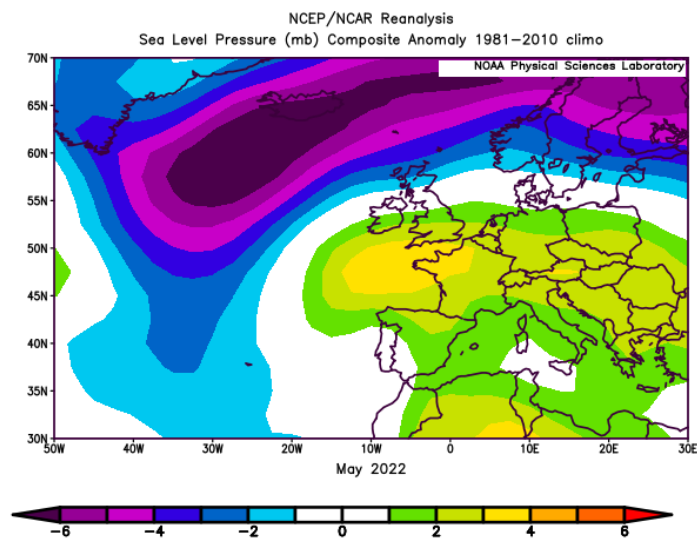 NCEP/NCAR Reanalysis
Sea Level Pressure (mb) Composite Anomaly 1981-2010 climo
NOAA Physical Sciences Laboratory
70N
65N
60N
55N
50N
45N
40N
35N
30N
50W 40W 30W 20W 10W 0 10E 20E 30E
May 2022
-6 -4 -2 0 2 4 6